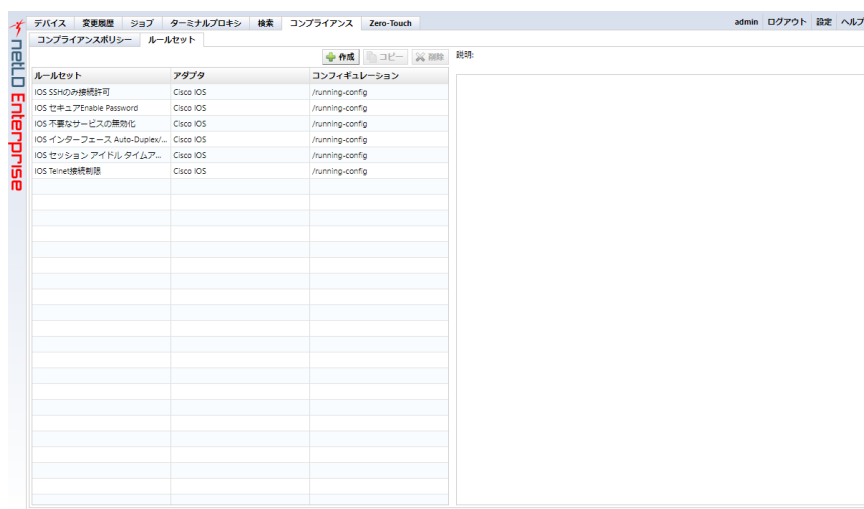 デバイス 変更履歴 ジョブ ターミナルプロキシ 検索 コンプライアンス Zero-Touch admin ログアウト 設定 ヘルプ
コンプライアンスポリシー ルールセット
作成 コピー 削除 説明:
ルールセット アダプタ コンフィギュレーション
IOS SSHのみ接続許可 Cisco IOS /running-config
IOS セキュアEnable Password Cisco IOS /running-config
IOS 不要なサービスの無効化 Cisco IOS /running-config
IOS インターフェース Auto-Duplex/... Cisco IOS /running-config
IOS セッション アイドル タイムア... Cisco IOS /running-config
IOS Telnet接続制限 Cisco IOS /running-config
netLD Enterprise